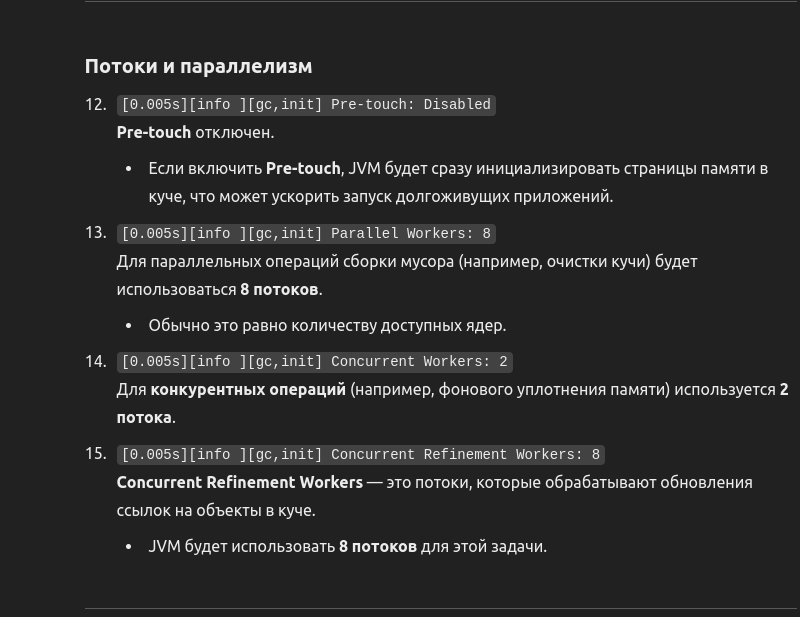 Потоки и параллелизм
12. [0.005s][info ][gc,init] Pre-touch: Disabled
Pre-touch отключен.
• Если включить Pre-touch, JVM будет сразу инициализировать страницы памяти в
куче, что может ускорить запуск долгоживущих приложений.
13. [0.005s][info ][gc,init] Parallel Workers: 8
Для параллельных операций сборки мусора (например, очистки кучи) будет
использоваться 8 потоков.
• Обычно это равно количеству доступных ядер.
14. [0.005s][info ][gc,init] Concurrent Workers: 2
Для конкурентных операций (например, фонового уплотнения памяти) используется 2
потока.
15. [0.005s][info ][gc,init] Concurrent Refinement Workers: 8
Concurrent Refinement Workers — это потоки, которые обрабатывают обновления
ссылок на объекты в куче.
• JVM будет использовать 8 потоков для этой задачи.